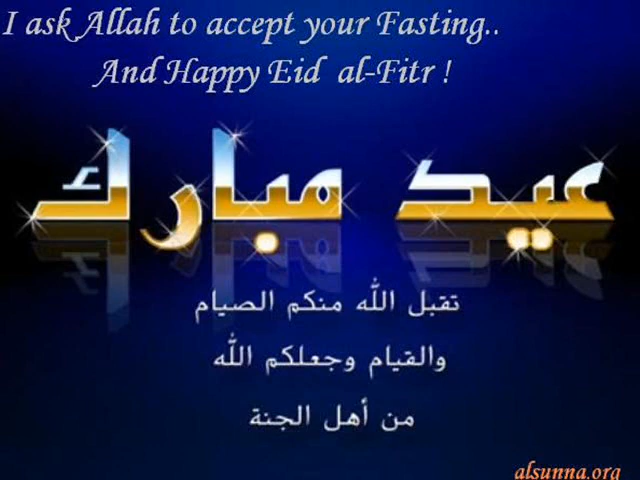 I ask Allah to accept your Fasting..
And Happy Eid al-Fitr !
عيد مبارك
تقبل الله منكم الصيام
والقيام وجعلكم الله
من أهل الجنة
alsunna.org